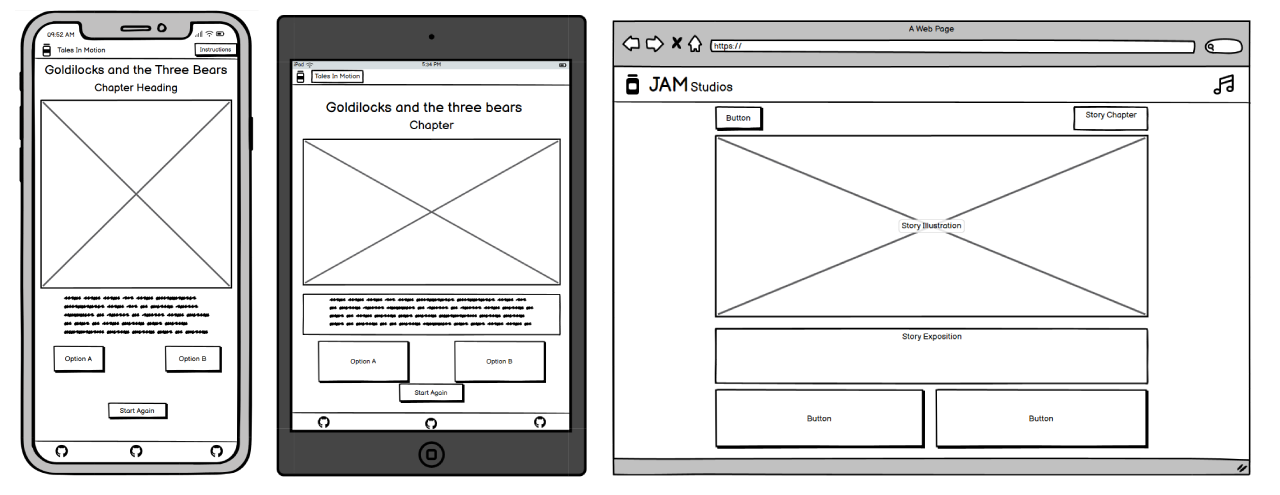 09:52 AM
Tales In Motion
Instructions
Goldilocks and the Three Bears
Chapter Heading
Option A
Option B
Start Again
iPad
5:14 PM
Tales In Motion
Goldilocks and the three bears
Chapter
Option A
Option B
Start Again
A Web Page
https://
JAM Studios
Button
Story Chapter
Story Illustration
Story Exposition
Button
Button